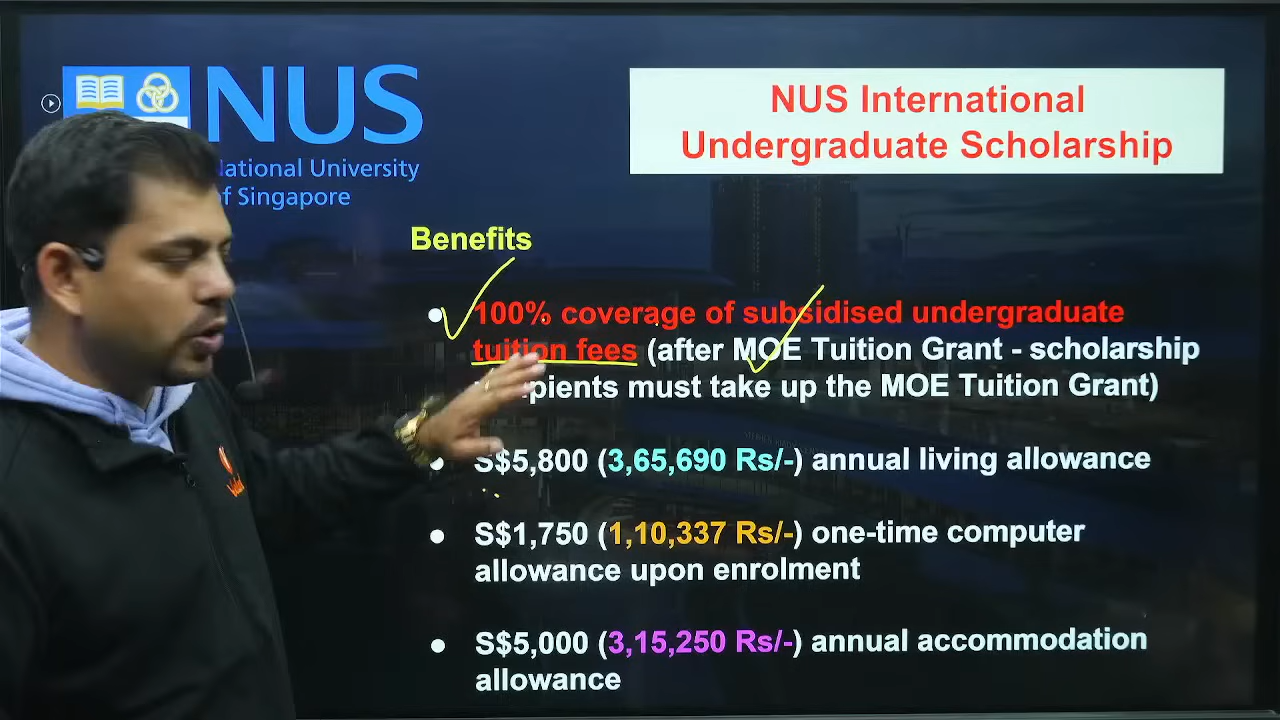 NUS
National University
of Singapore
NUS International
Undergraduate Scholarship
Benefits
100% coverage of subsidised undergraduate
tuition fees (after MOE Tuition Grant - scholarship
must take up the MOE Tuition Grant)
S$5,800 (3,65,690 Rs/-) annual living allowance
S$1,750 (1,10,337 Rs/-) one-time computer
allowance upon enrolment
S$5,000 (3,15,250 Rs/-) annual accommodation
allowance